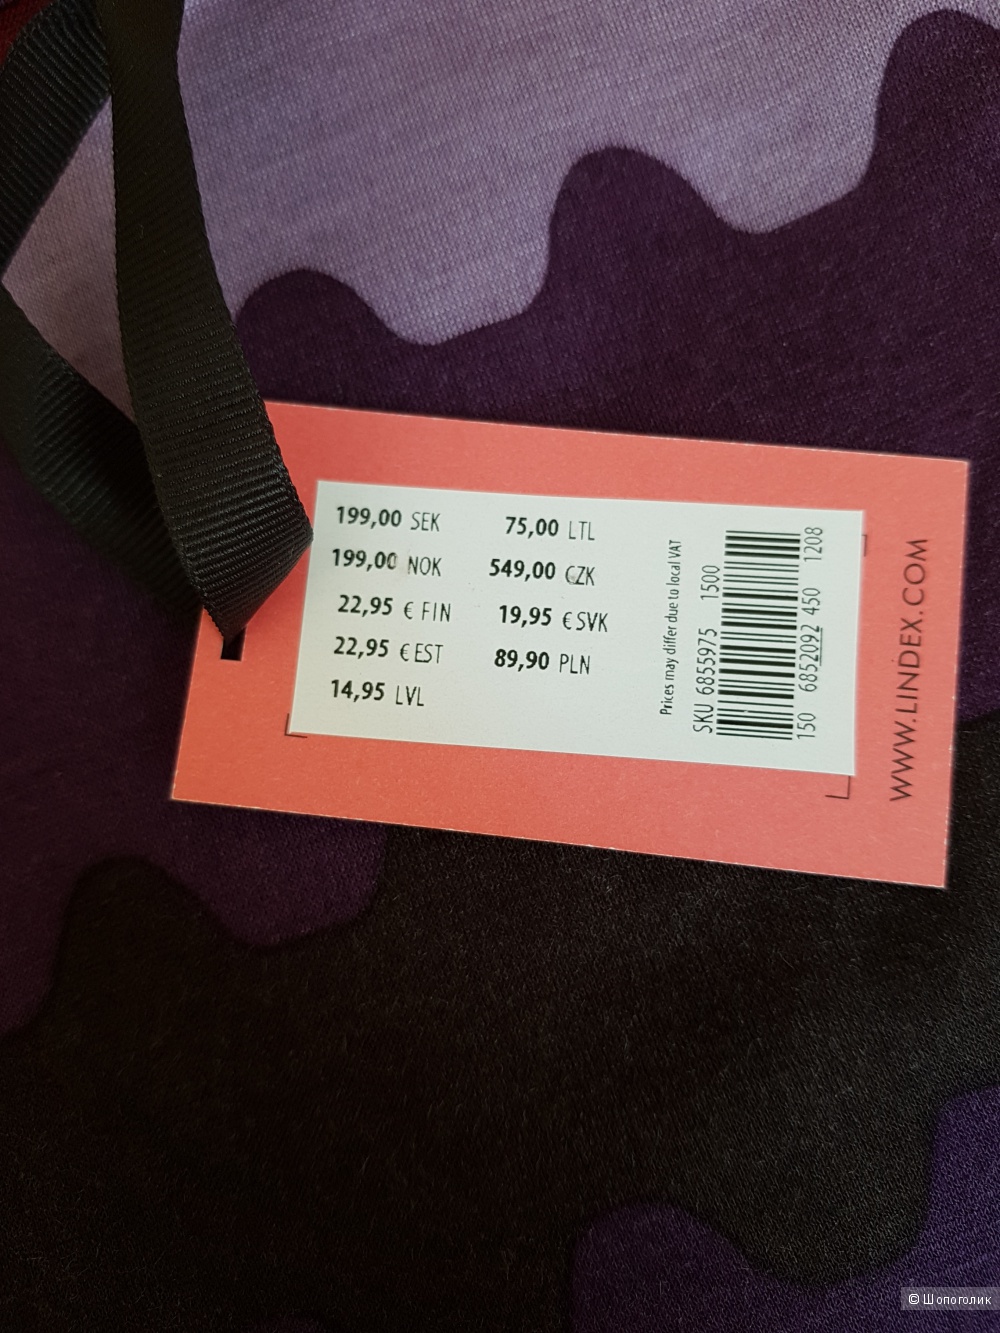 199,00 SEK
199,00 NOK
22,95 € FIN
22,95 € EST
14,95 LVL
75,00 LTL
549,00 CZK
19,95 € SVK
89,90 PLN
Prices may differ due to local VAT
SKU 6855975 1500
150 6852092 450 1208
WWW.LINDEX.COM
© Шопоголик